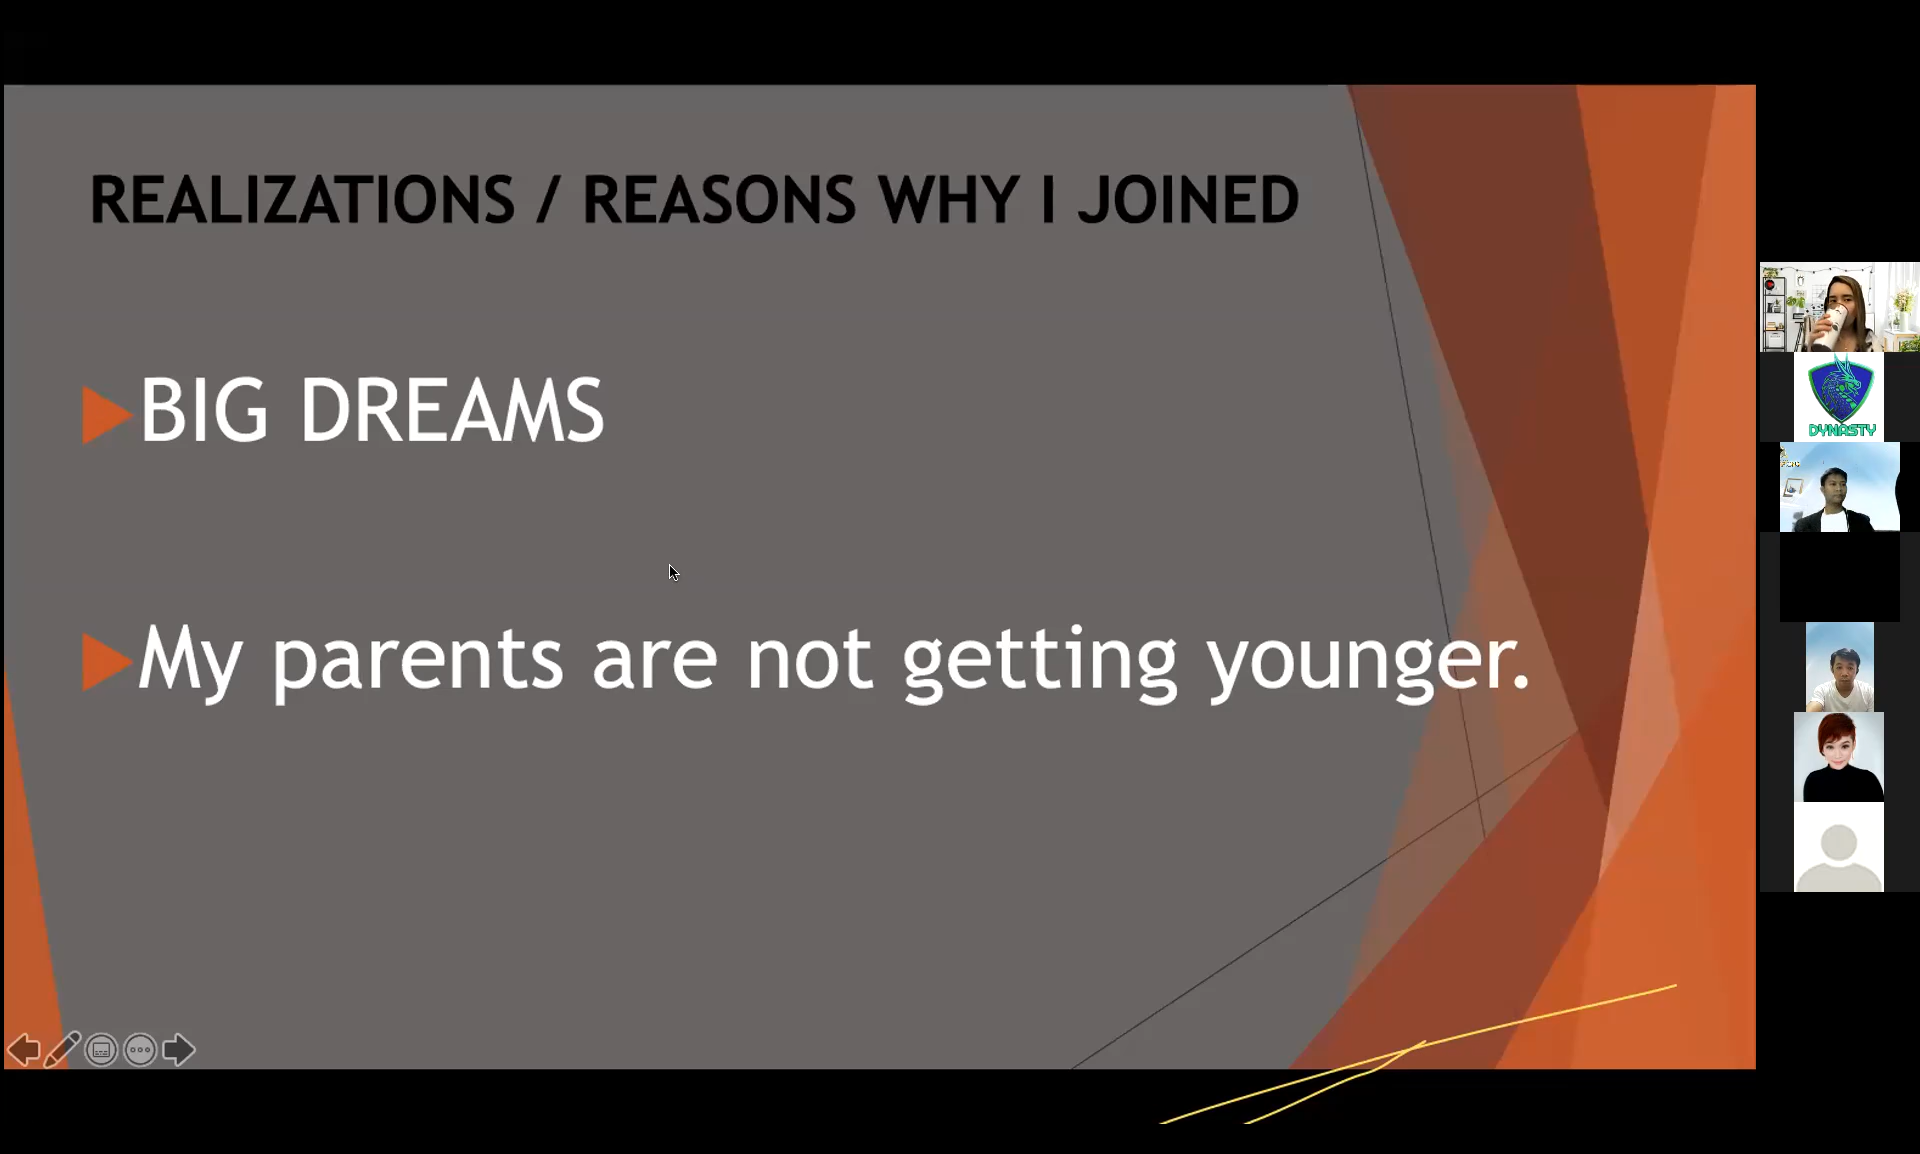 REALIZATIONS / REASONS WHY I JOINED
BIG DREAMS
My parents are not getting younger.
DYNASTY